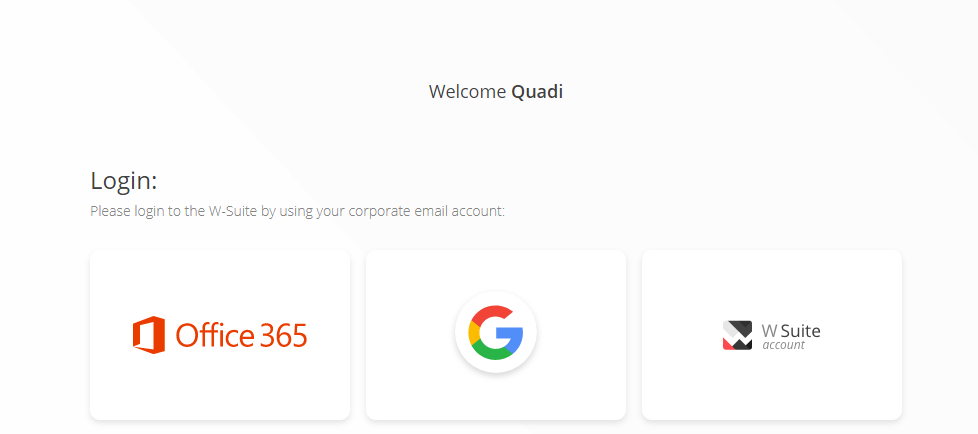 Welcome Quadi
Login:
Please login to the W-Suite by using your corporate email account:
Office 365
G
W Suite
account